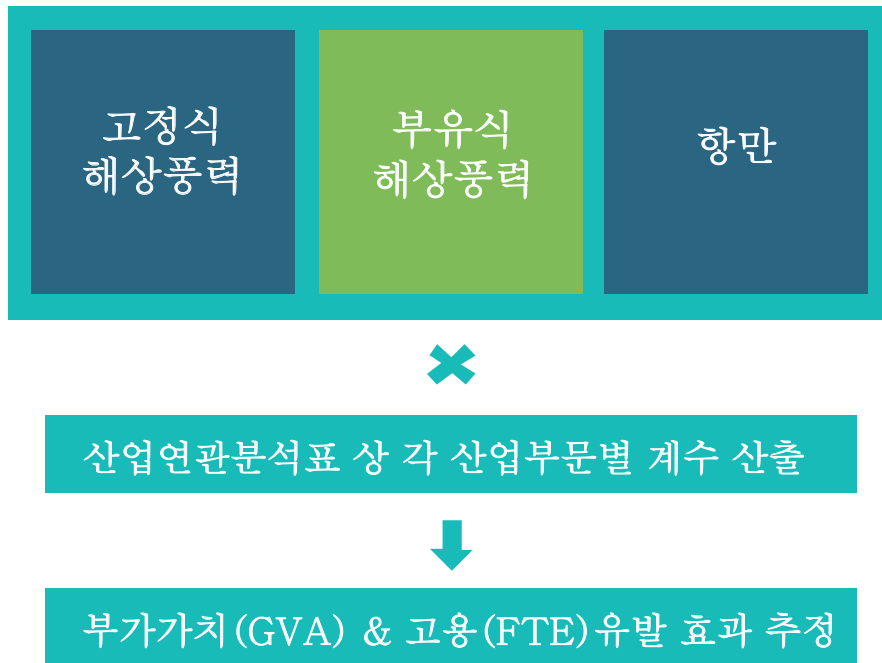 고정식
해상풍력
부유식
해상풍력
항만
산업연관분석표 상 각 산업부문별 계수 산출
부가가치(GVA) & 고용(FTE)유발 효과 추정